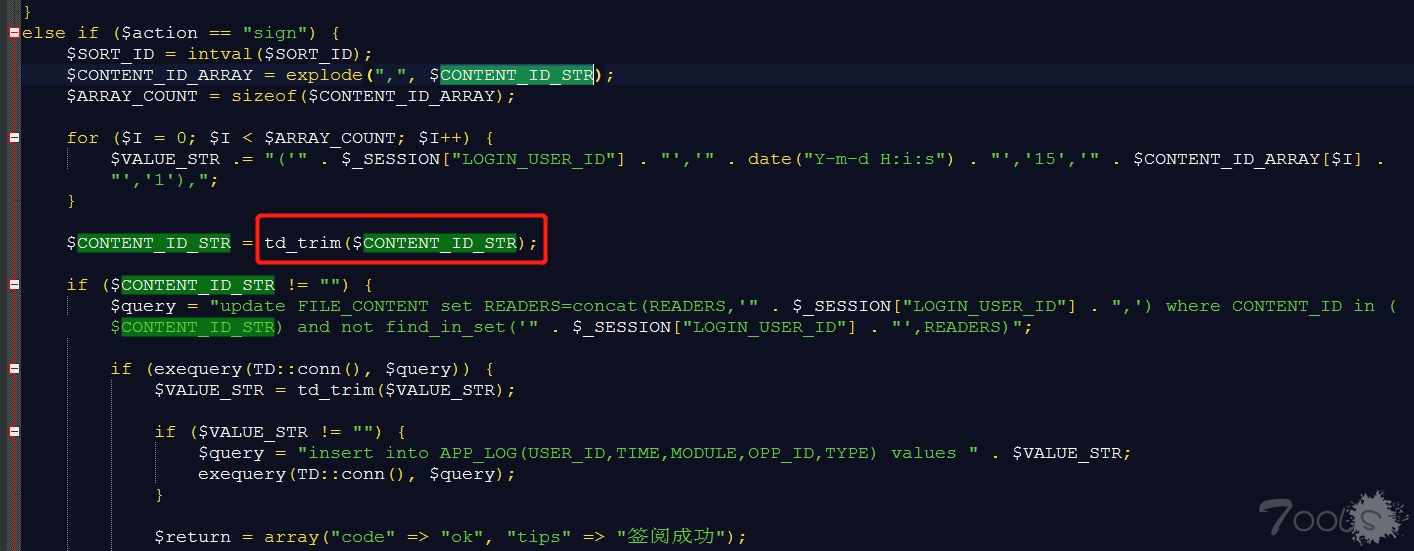 }
else if ($action == "sign") {
$SORT_ID = intval($SORT_ID);
$CONTENT_ID_ARRAY = explode(",", $CONTENT_ID_STR);
$ARRAY_COUNT = sizeof($CONTENT_ID_ARRAY);
for ($I = 0; $I < $ARRAY_COUNT; $I++) {
$VALUE_STR .= "('" . $_SESSION["LOGIN_USER_ID"] . "','" . date("Y-m-d H:i:s") . "','15','" . $CONTENT_ID_ARRAY[$I] .
"','1'),";
}
$CONTENT_ID_STR = td_trim($CONTENT_ID_STR);
if ($CONTENT_ID_STR != "") {
$query = "update FILE_CONTENT set READERS=concat(READERS,'" . $_SESSION["LOGIN_USER_ID"] . ",') where CONTENT_ID in (
$CONTENT_ID_STR) and not find_in_set('" . $_SESSION["LOGIN_USER_ID"] . "',READERS)";
if (exequery(TD::conn(), $query)) {
$VALUE_STR = td_trim($VALUE_STR);
if ($VALUE_STR != "") {
$query = "insert into APP_LOG(USER_ID,TIME,MODULE,OPP_ID,TYPE) values " . $VALUE_STR;
exequery(TD::conn(), $query);
}
$return = array("code" => "ok", "tips" => "签阅成功");
7ools